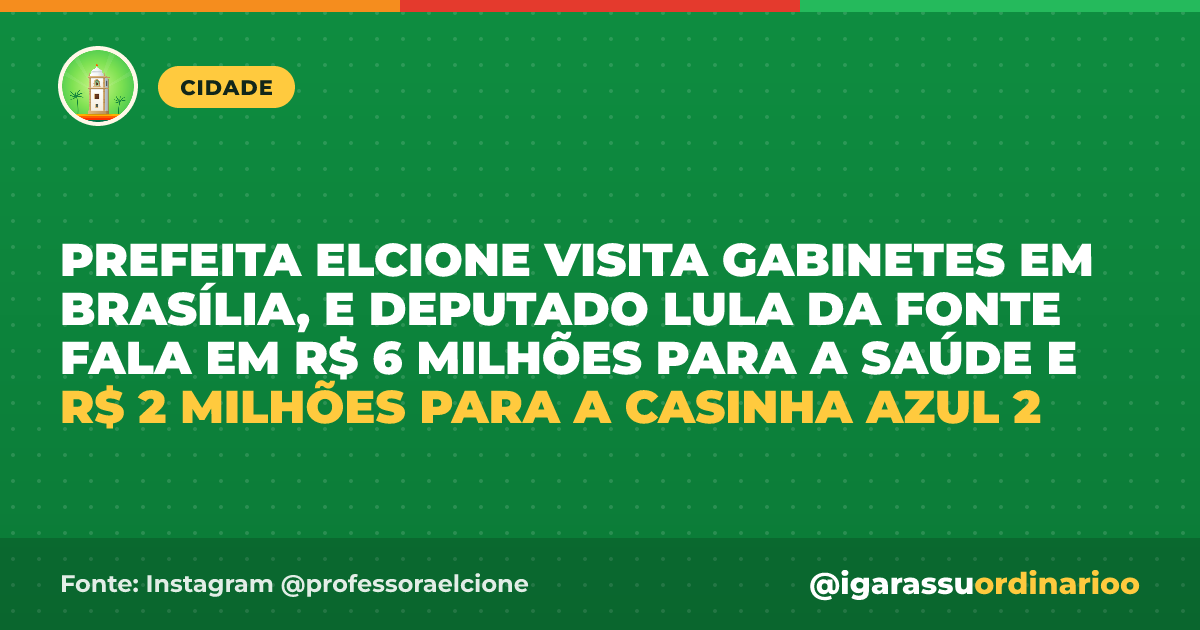 CIDADE
PREFEITA ELCIONE VISITA GABINETES EM
BRASÍLIA, E DEPUTADO LULA DA FONTE
FALA EM R$ 6 MILHÕES PARA A SAÚDE E
R$ 2 MILHÕES PARA A CASINHA AZUL 2
Fonte: Instagram @professoraelcione
@igarassuordinarioo